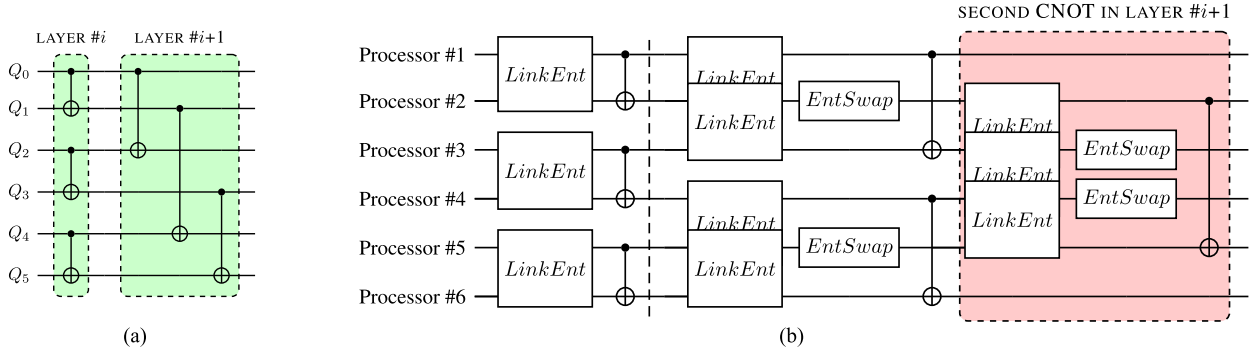 LAYER #i
LAYER #i+1
Q0
Q1
Q2
Q3
Q4
Q5
(a)
SECOND CNOT IN LAYER #i+1
Processor #1
Processor #2
Processor #3
Processor #4
Processor #5
Processor #6
LinkEnt
LinkEnt
LinkEnt
LinkEnt
LinkEnt
LinkEnt
LinkEnt
EntSwap
EntSwap
LinkEnt
LinkEnt
LinkEnt
EntSwap
EntSwap
(b)